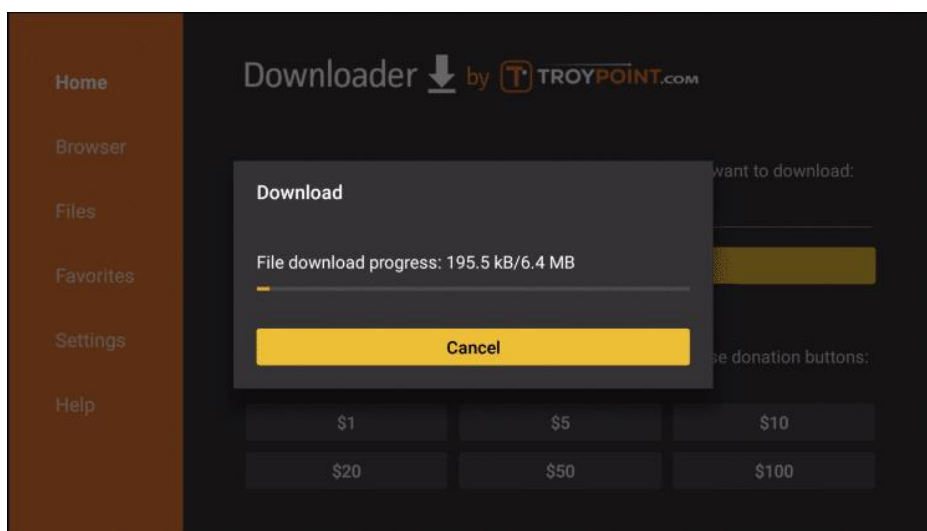 Home
Browser
Files
Favorites
Settings
Help
Downloader by TROYPOINT.COM
want to download:
Download
File download progress: 195.5 kB/6.4 MB
Cancel
se donation buttons:
$1 $5 $10
$20 $50 $100